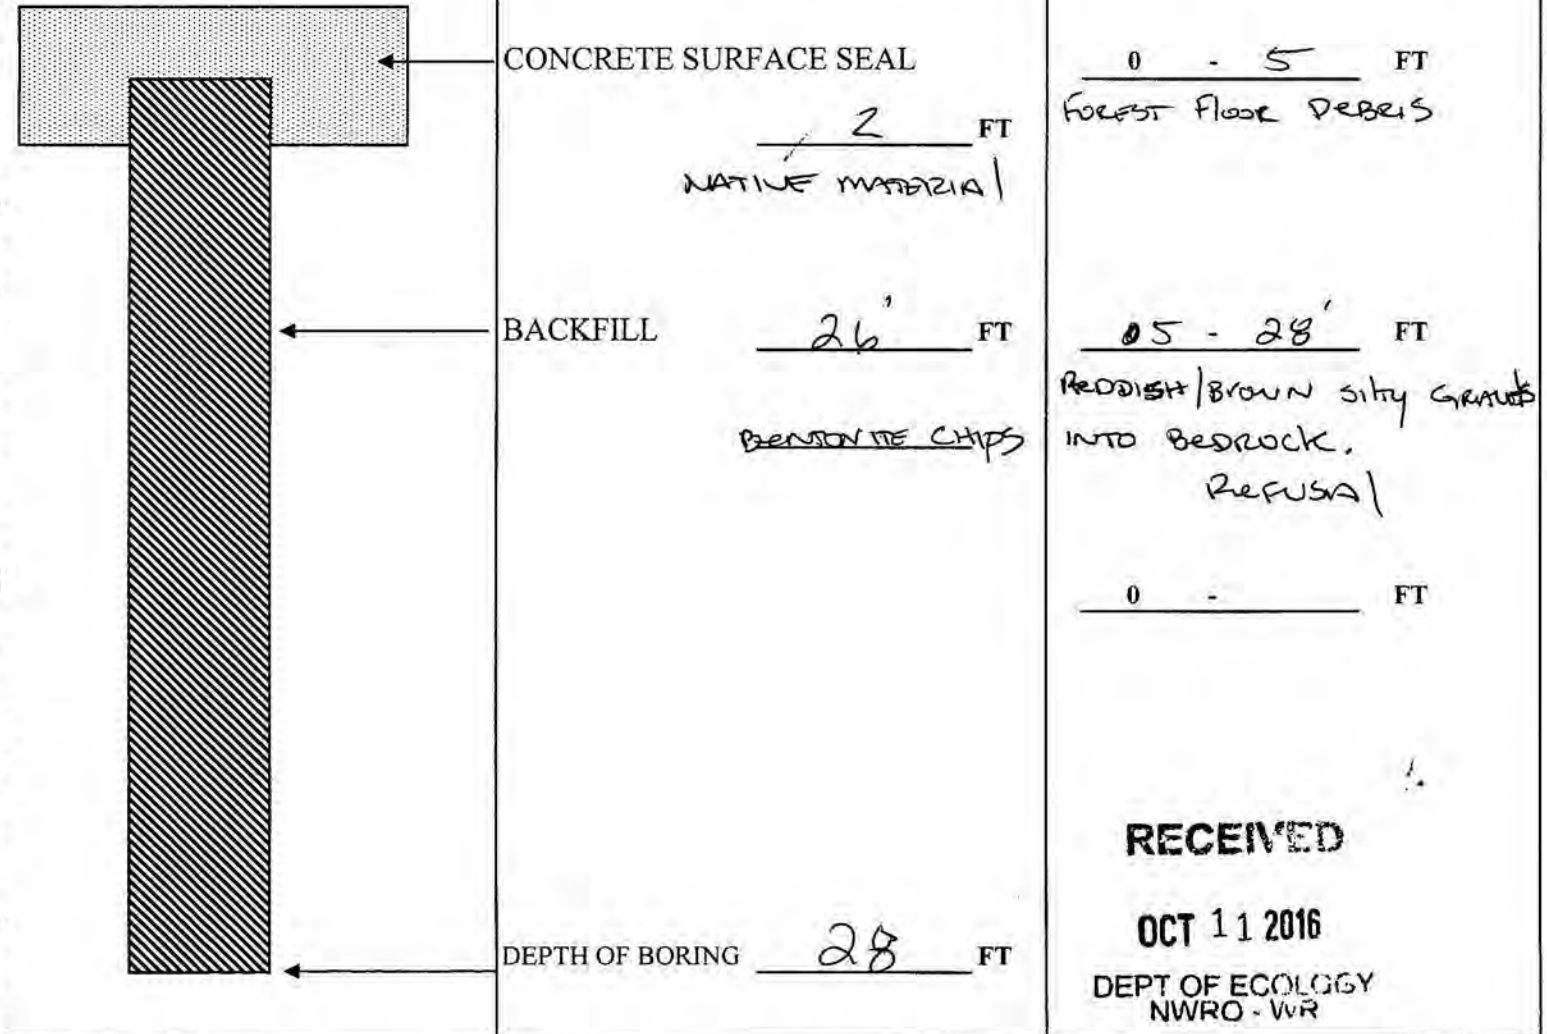 CONCRETE SURFACE SEAL
2 FT
NATIVE MATERIAL
BACKFILL 26' FT
BENTONITE CHIPS
DEPTH OF BORING 28 FT
0 - 5 FT
FOREST FLOOR DEBRIS
05 - 28' FT
REDDISH/BROWN SILTY GRAVELS
INTO BEDROCK.
REFUSAL
0 - FT
RECEIVED
OCT 11 2016
DEPT OF ECOLOGY
NWRO - WR